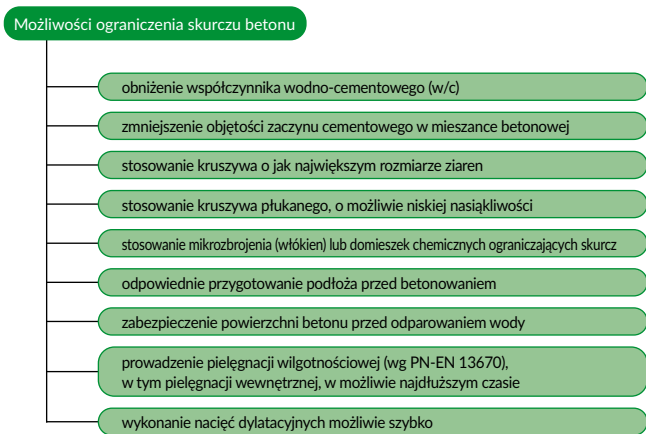 Możliwości ograniczenia skurczu betonu
obniżenie współczynnika wodno-cementowego (w/c)
zmniejszenie objętości zaczynu cementowego w mieszance betonowej
stosowanie kruszywa o jak największym rozmiarze ziaren
stosowanie kruszywa płukanego, o możliwie niskiej nasiąkliwości
stosowanie mikrozbrojenia (włókien) lub domieszek chemicznych ograniczających skurcz
odpowiednie przygotowanie podłoża przed betonowaniem
zabezpieczenie powierzchni betonu przed odparowaniem wody
prowadzenie pielęgnacji wilgotnościowej (wg PN-EN 13670),
w tym pielęgnacji wewnętrznej, w możliwie najdłuższym czasie
wykonanie nacięć dylatacyjnych możliwie szybko